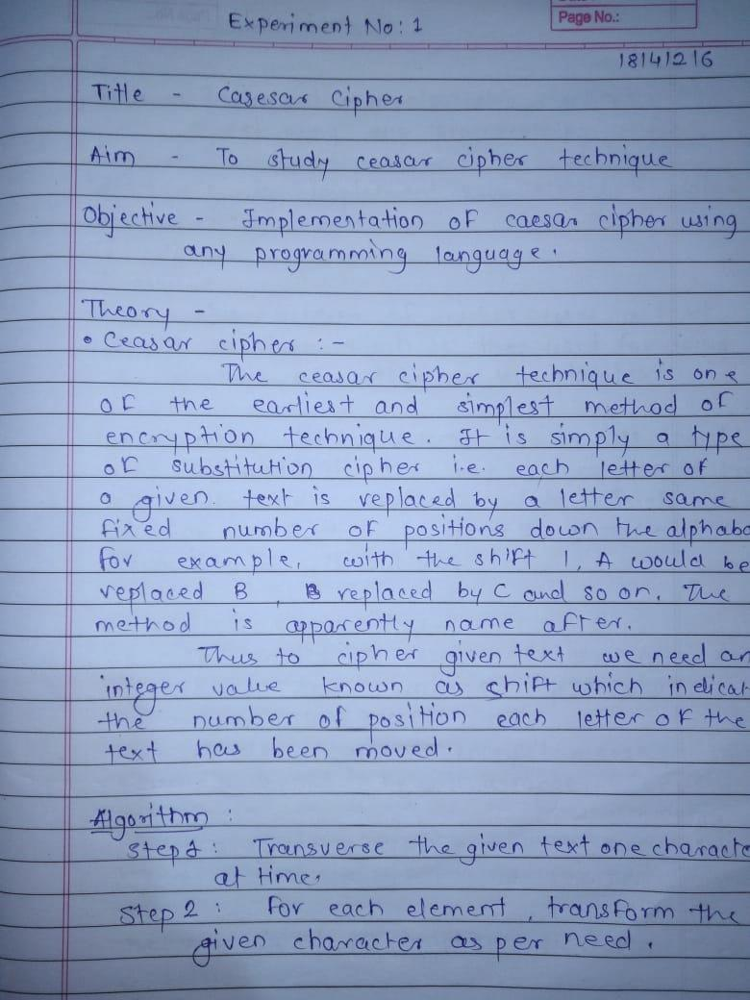 Experiment No: 1
Page No.:
18141216
Title - Casesar Cipher
Aim - To study ceasar cipher technique
Objective - Implementation of caesar cipher using
any programming language.
Theory -
• Ceasar cipher :-
The ceasar cipher technique is one
of the earliest and simplest method of
encryption technique. It is simply a type
of substitution cipher i.e. each letter of
a given. text is replaced by a letter same
fixed number of positions down the alphabe
for example, with the shift 1, A would be
replaced B , replaced by C and so on. The
method is apparently name after.
Thus to cipher given text we need an
integer value known as shift which indicat
the number of position each letter of the
text has been moved.
Algorithm :
Step 1 : Transverse the given text one characte
at time,
Step 2 : For each element , transform the
given character as per need .